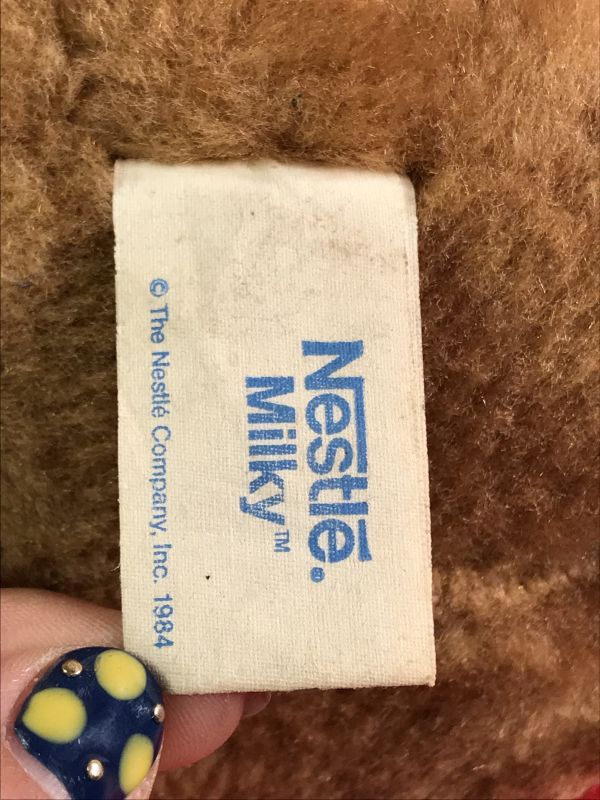 Nestlé®
Milky™
© The Nestlé Company, Inc. 1984